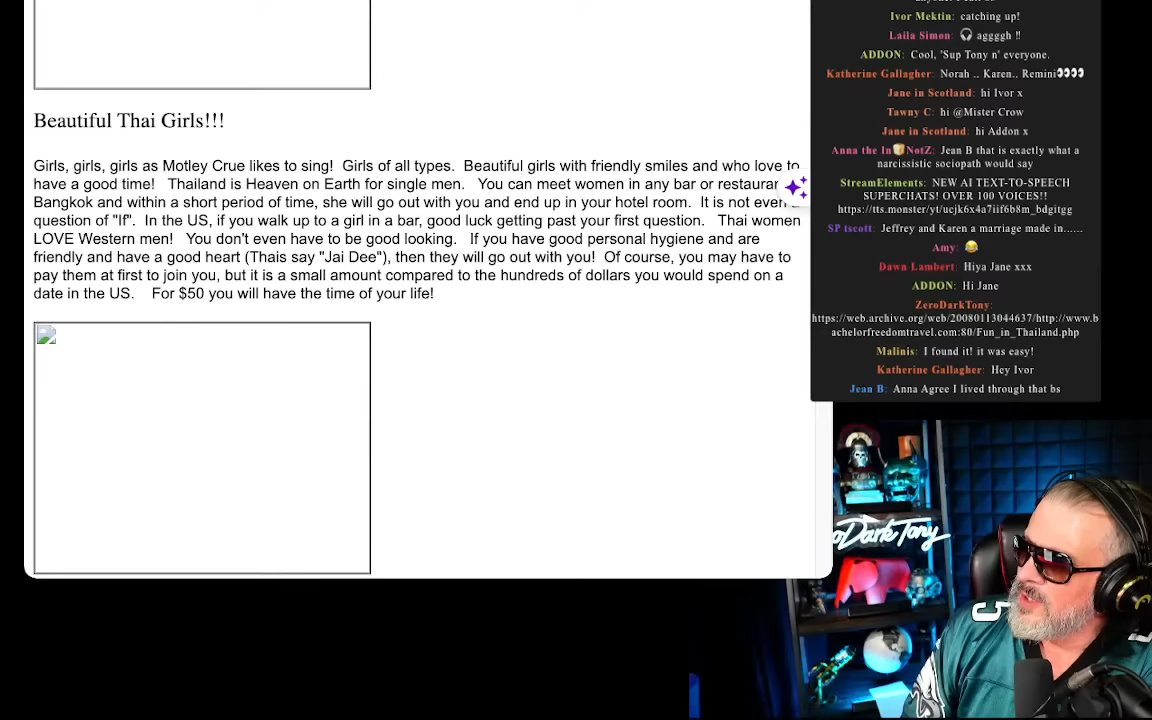 Beautiful Thai Girls!!!
Girls, girls, girls as Motley Crue likes to sing!  Girls of all types.  Beautiful girls with friendly smiles and who love to
have a good time!   Thailand is Heaven on Earth for single men.   You can meet women in any bar or restaurant
Bangkok and within a short period of time, she will go out with you and end up in your hotel room.  It is not even
question of "If".  In the US, if you walk up to a girl in a bar, good luck getting past your first question.   Thai women
LOVE Western men!   You don't even have to be good looking.   If you have good personal hygiene and are
friendly and have a good heart (Thais say "Jai Dee"), then they will go out with you!  Of course, you may have to
pay them at first to join you, but it is a small amount compared to the hundreds of dollars you would spend on a
date in the US.    For $50 you will have the time of your life!
Ivor Mektin: catching up!
Laila Simon: 🎧 aggggh ‼
ADDON: Cool, 'Sup Tony n' everyone.
Katherine Gallagher: Norah .. Karen.. Remini👀👀
Jane in Scotland: hi Ivor x
Tawny C: hi @Mister Crow
Jane in Scotland: hi Addon x
Anna the In🍞NotZ: Jean B that is exactly what a
narcissistic sociopath would say
StreamElements: NEW AI TEXT-TO-SPEECH
SUPERCHATS! OVER 100 VOICES!!
https://tts.monster/yt/ucjk6x4a7iif6b8m_bdgitgg
SP tscott: Jeffrey and Karen a marriage made in......
Amy: 😂
Dawn Lambert: Hiya Jane xxx
ADDON: Hi Jane
ZeroDarkTony:
https://web.archive.org/web/20080113044637/http://www.b
achelorfreedomtravel.com:80/Fun_in_Thailand.php
Malinis: I found it! it was easy!
Katherine Gallagher: Hey Ivor
Jean B: Anna Agree I lived through that bs
oDarkTony